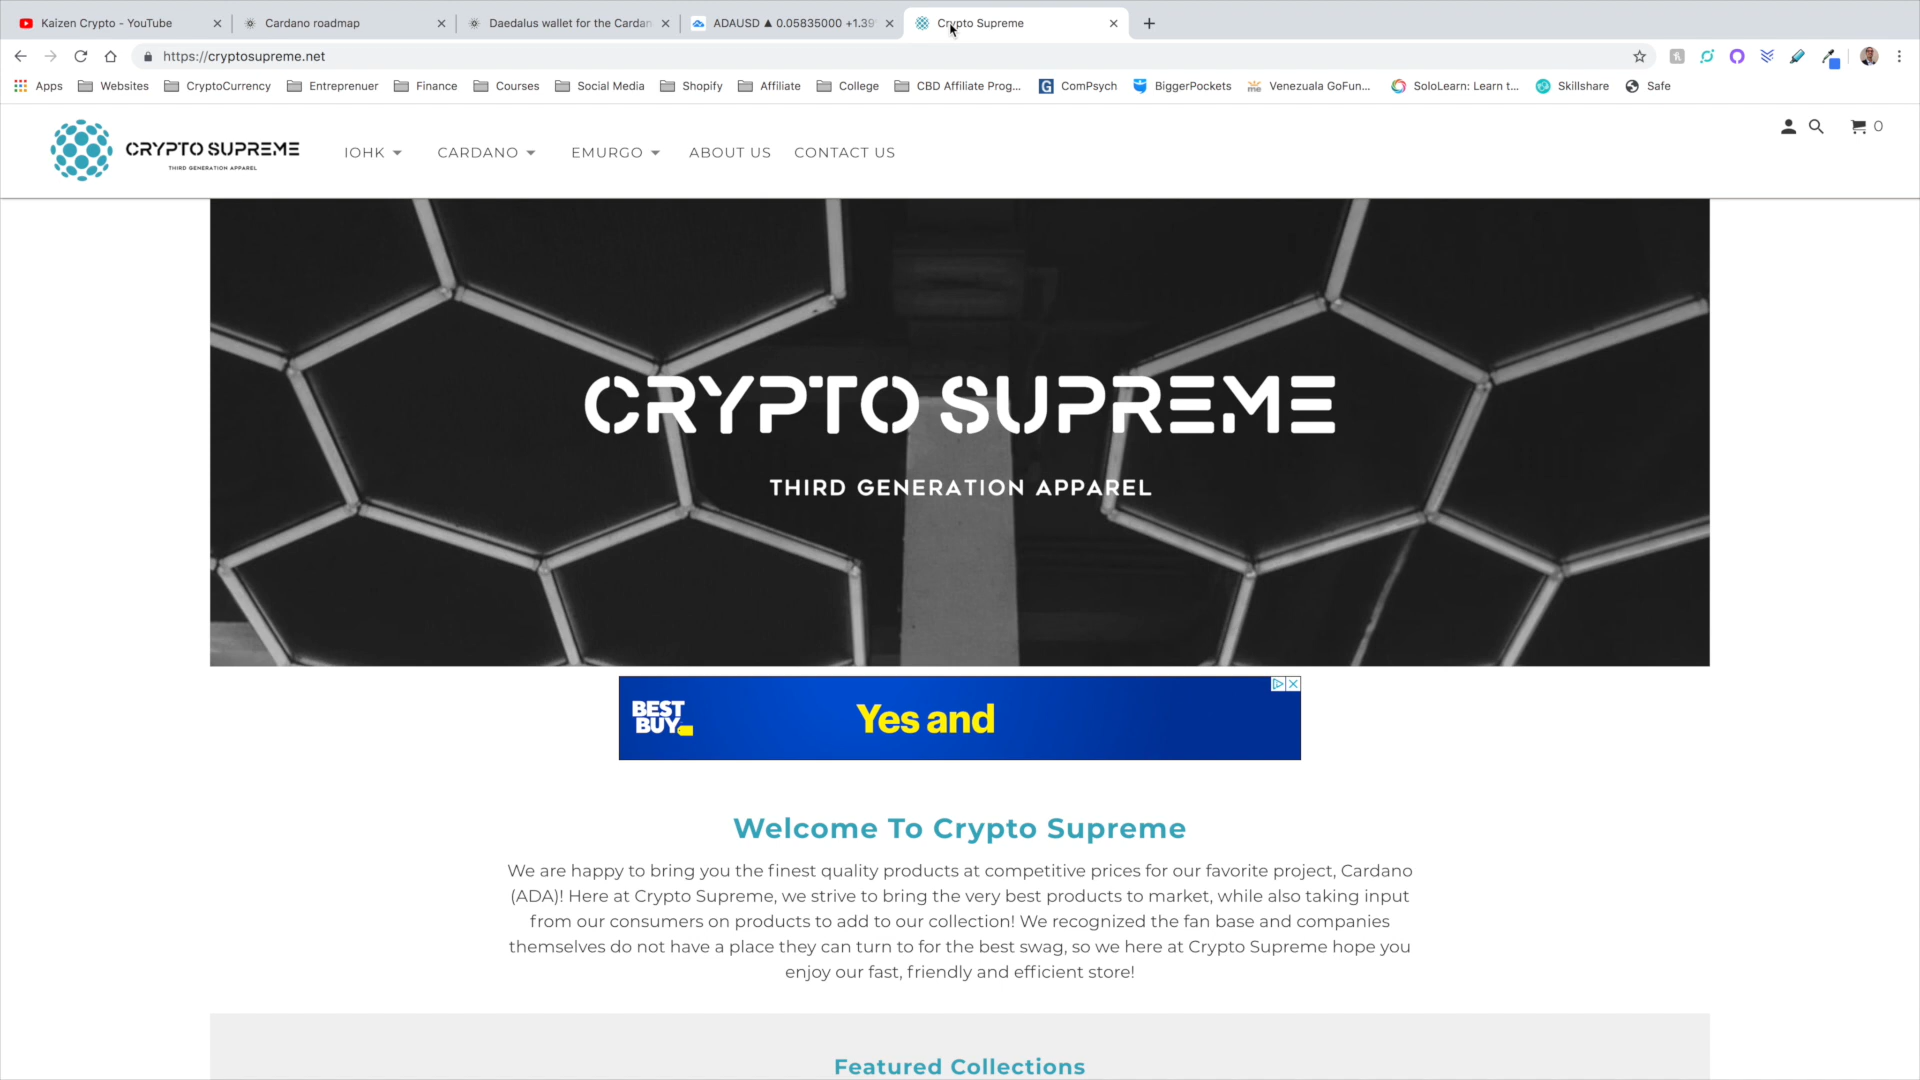 Kaizen Crypto - YouTube
Cardano roadmap
Daedalus wallet for the Cardan
ADAUSD ▲ 0.05835000 +1.39
Crypto Supreme
https://cryptosupreme.net
Apps
Websites
CryptoCurrency
Entreprenuer
Finance
Courses
Social Media
Shopify
Affiliate
College
CBD Affiliate Prog...
ComPsych
BiggerPockets
Venezuala GoFun...
SoloLearn: Learn t...
Skillshare
Safe
CRYPTO SUPREME
THIRD GENERATION APPAREL
IOHK
CARDANO
EMURGO
ABOUT US
CONTACT US
0
CRYPTO SUPREME
THIRD GENERATION APPAREL
BEST
BUY
Yes and
Welcome To Crypto Supreme
We are happy to bring you the finest quality products at competitive prices for our favorite project, Cardano
(ADA)! Here at Crypto Supreme, we strive to bring the very best products to market, while also taking input
from our consumers on products to add to our collection! We recognized the fan base and companies
themselves do not have a place they can turn to for the best swag, so we here at Crypto Supreme hope you
enjoy our fast, friendly and efficient store!
Featured Collections